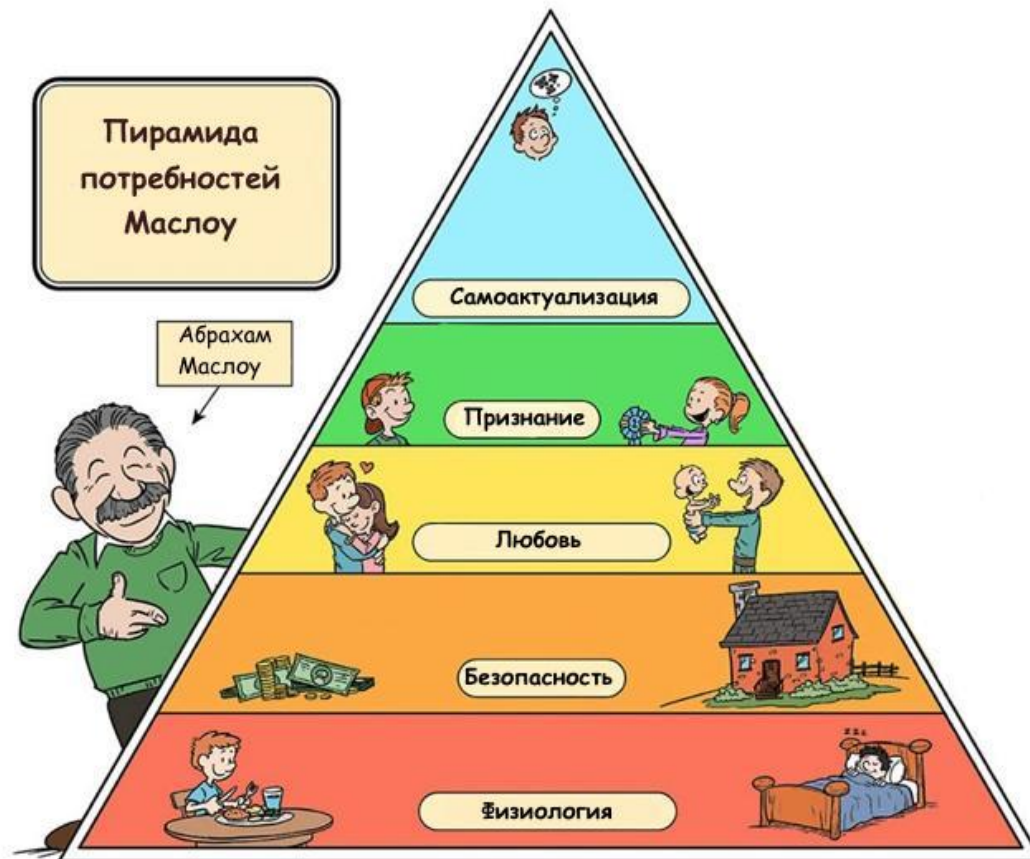 Пирамида
потребностей
Маслоу
Абрахам
Маслоу
Самоактуализация
Признание
Любовь
Безопасность
Физиология
z z z